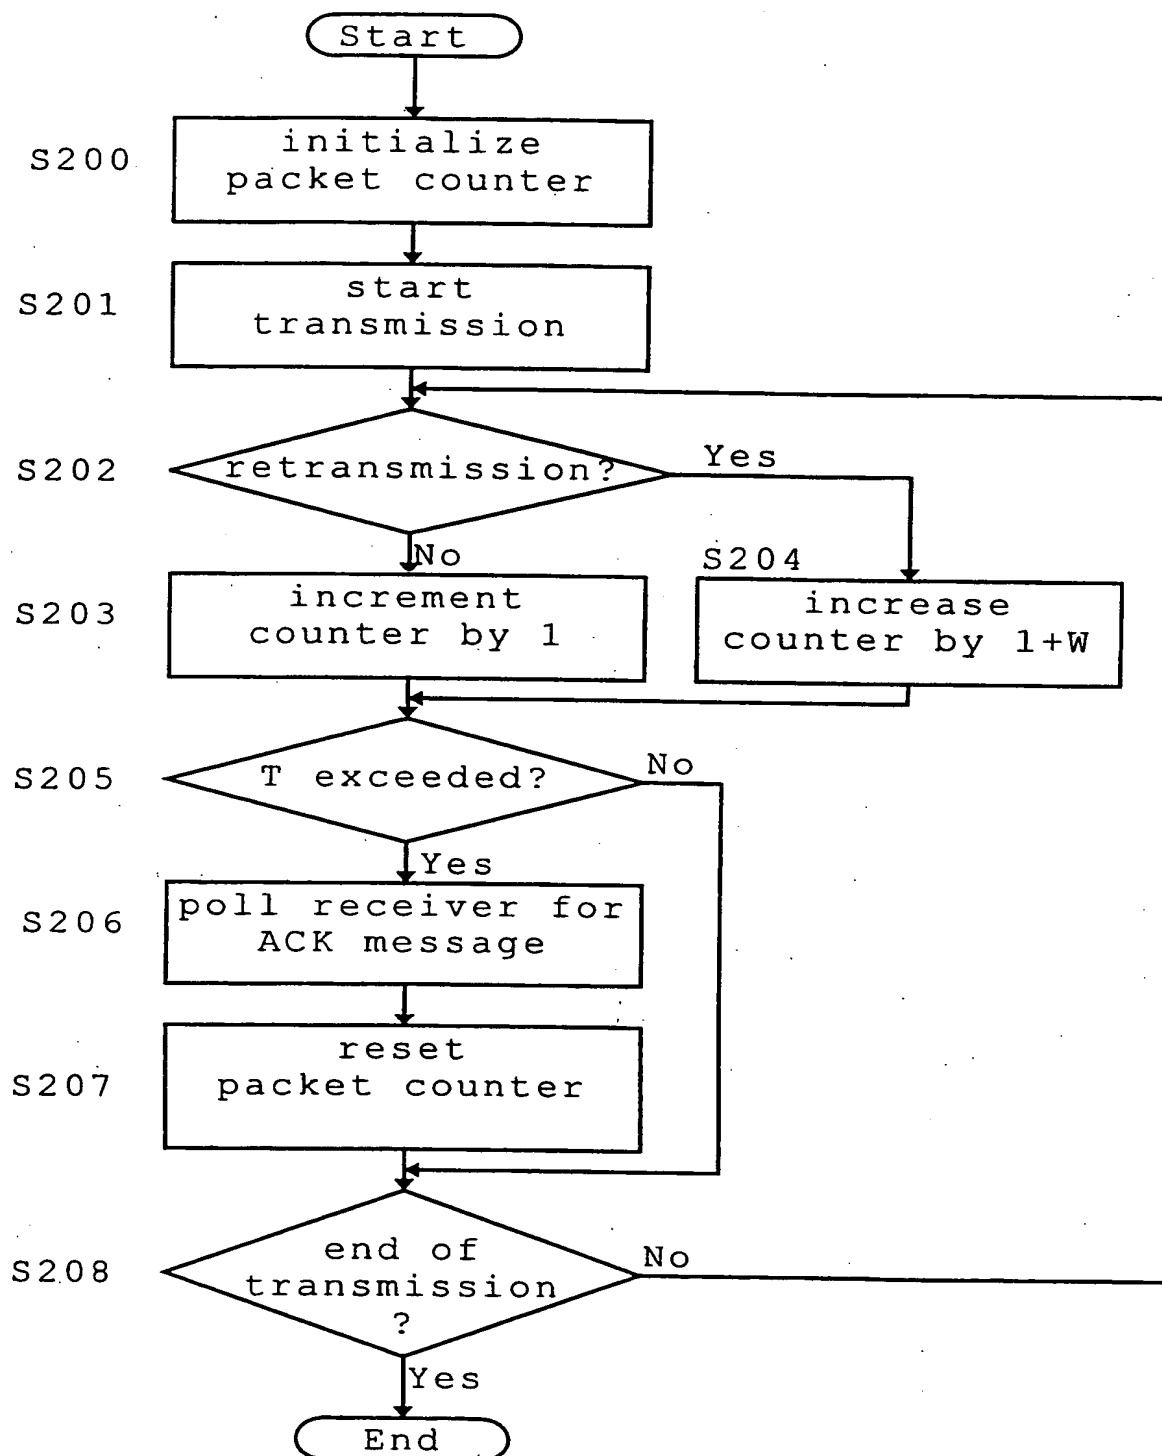 Start
S200
initialize
packet counter
S201
start
transmission
S202
retransmission?
Yes
No
S203
increment
counter by 1
S204
increase
counter by 1+W
S205
T exceeded?
No
Yes
S206
poll receiver for
ACK message
S207
reset
packet counter
S208
end of
transmission
?
No
Yes
End